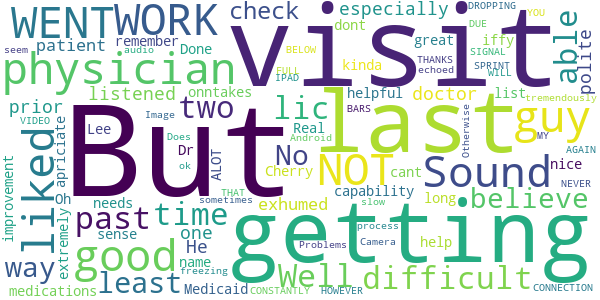 WENT WORK check especially DROPPING
patient remember dont great iffy DUE YOU
seem audio Done kinda THANKS SIGNAL
physician visit able polite
BELOW echoed SPRINT WILL
listened onntakes FULL IPAD helpful doctor list
prior two lic BARS tremendously
VIDEO Image Real Android last guy
liked apriciate Lee But Does Dr No NOT Sound Otherwise MY AGAIN
ok ALOT Cherry cant nice NEVER
Oh needs THAT capability believe
improvement extremely past time sometimes exhumed long
way sense one He getting slow help
good name Problems process Camera
least freezing Well difficult
medications Medicaid CONSTANTLY HOWEVER CONNECTION